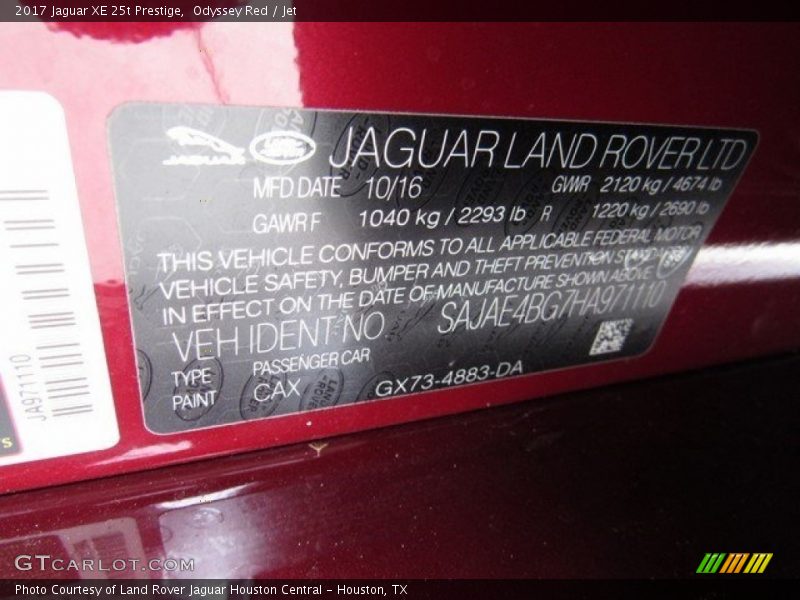 2017 Jaguar XE 25t Prestige, Odyssey Red / Jet
JAGUAR LAND ROVER LTD
MFD DATE 10/16 GWR 2120 kg / 4674 lb
GAWR F 1040 kg / 2293 lb R 1220 kg / 2690 lb
THIS VEHICLE CONFORMS TO ALL APPLICABLE FEDERAL MOTOR
VEHICLE SAFETY, BUMPER AND THEFT PREVENTION STANDARDS
IN EFFECT ON THE DATE OF MANUFACTURE SHOWN ABOVE
VEH IDENT NO SAJAE4BG7HA971110
TYPE PASSENGER CAR
PAINT CAX GX73-4883-DA
JAGUAR
JA971110
S
GTCARLOT.COM
Photo Courtesy of Land Rover Jaguar Houston Central - Houston, TX